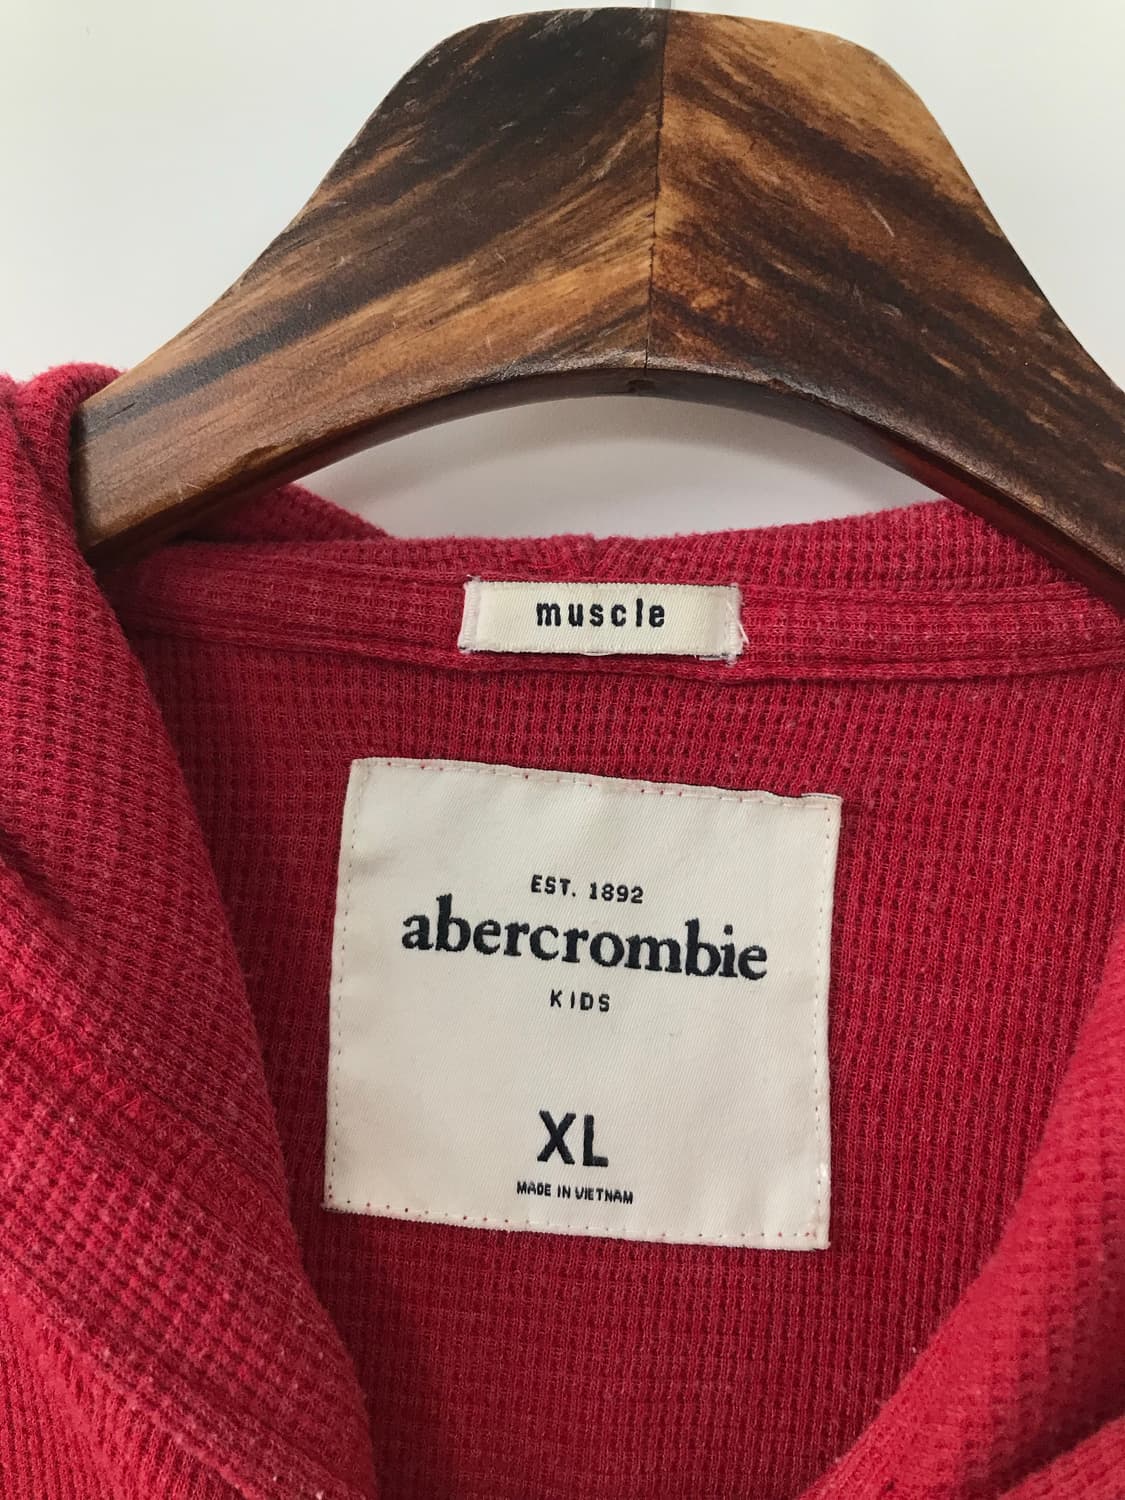 muscle
EST. 1892
abercrombie
KIDS
XL
MADE IN VIETNAM